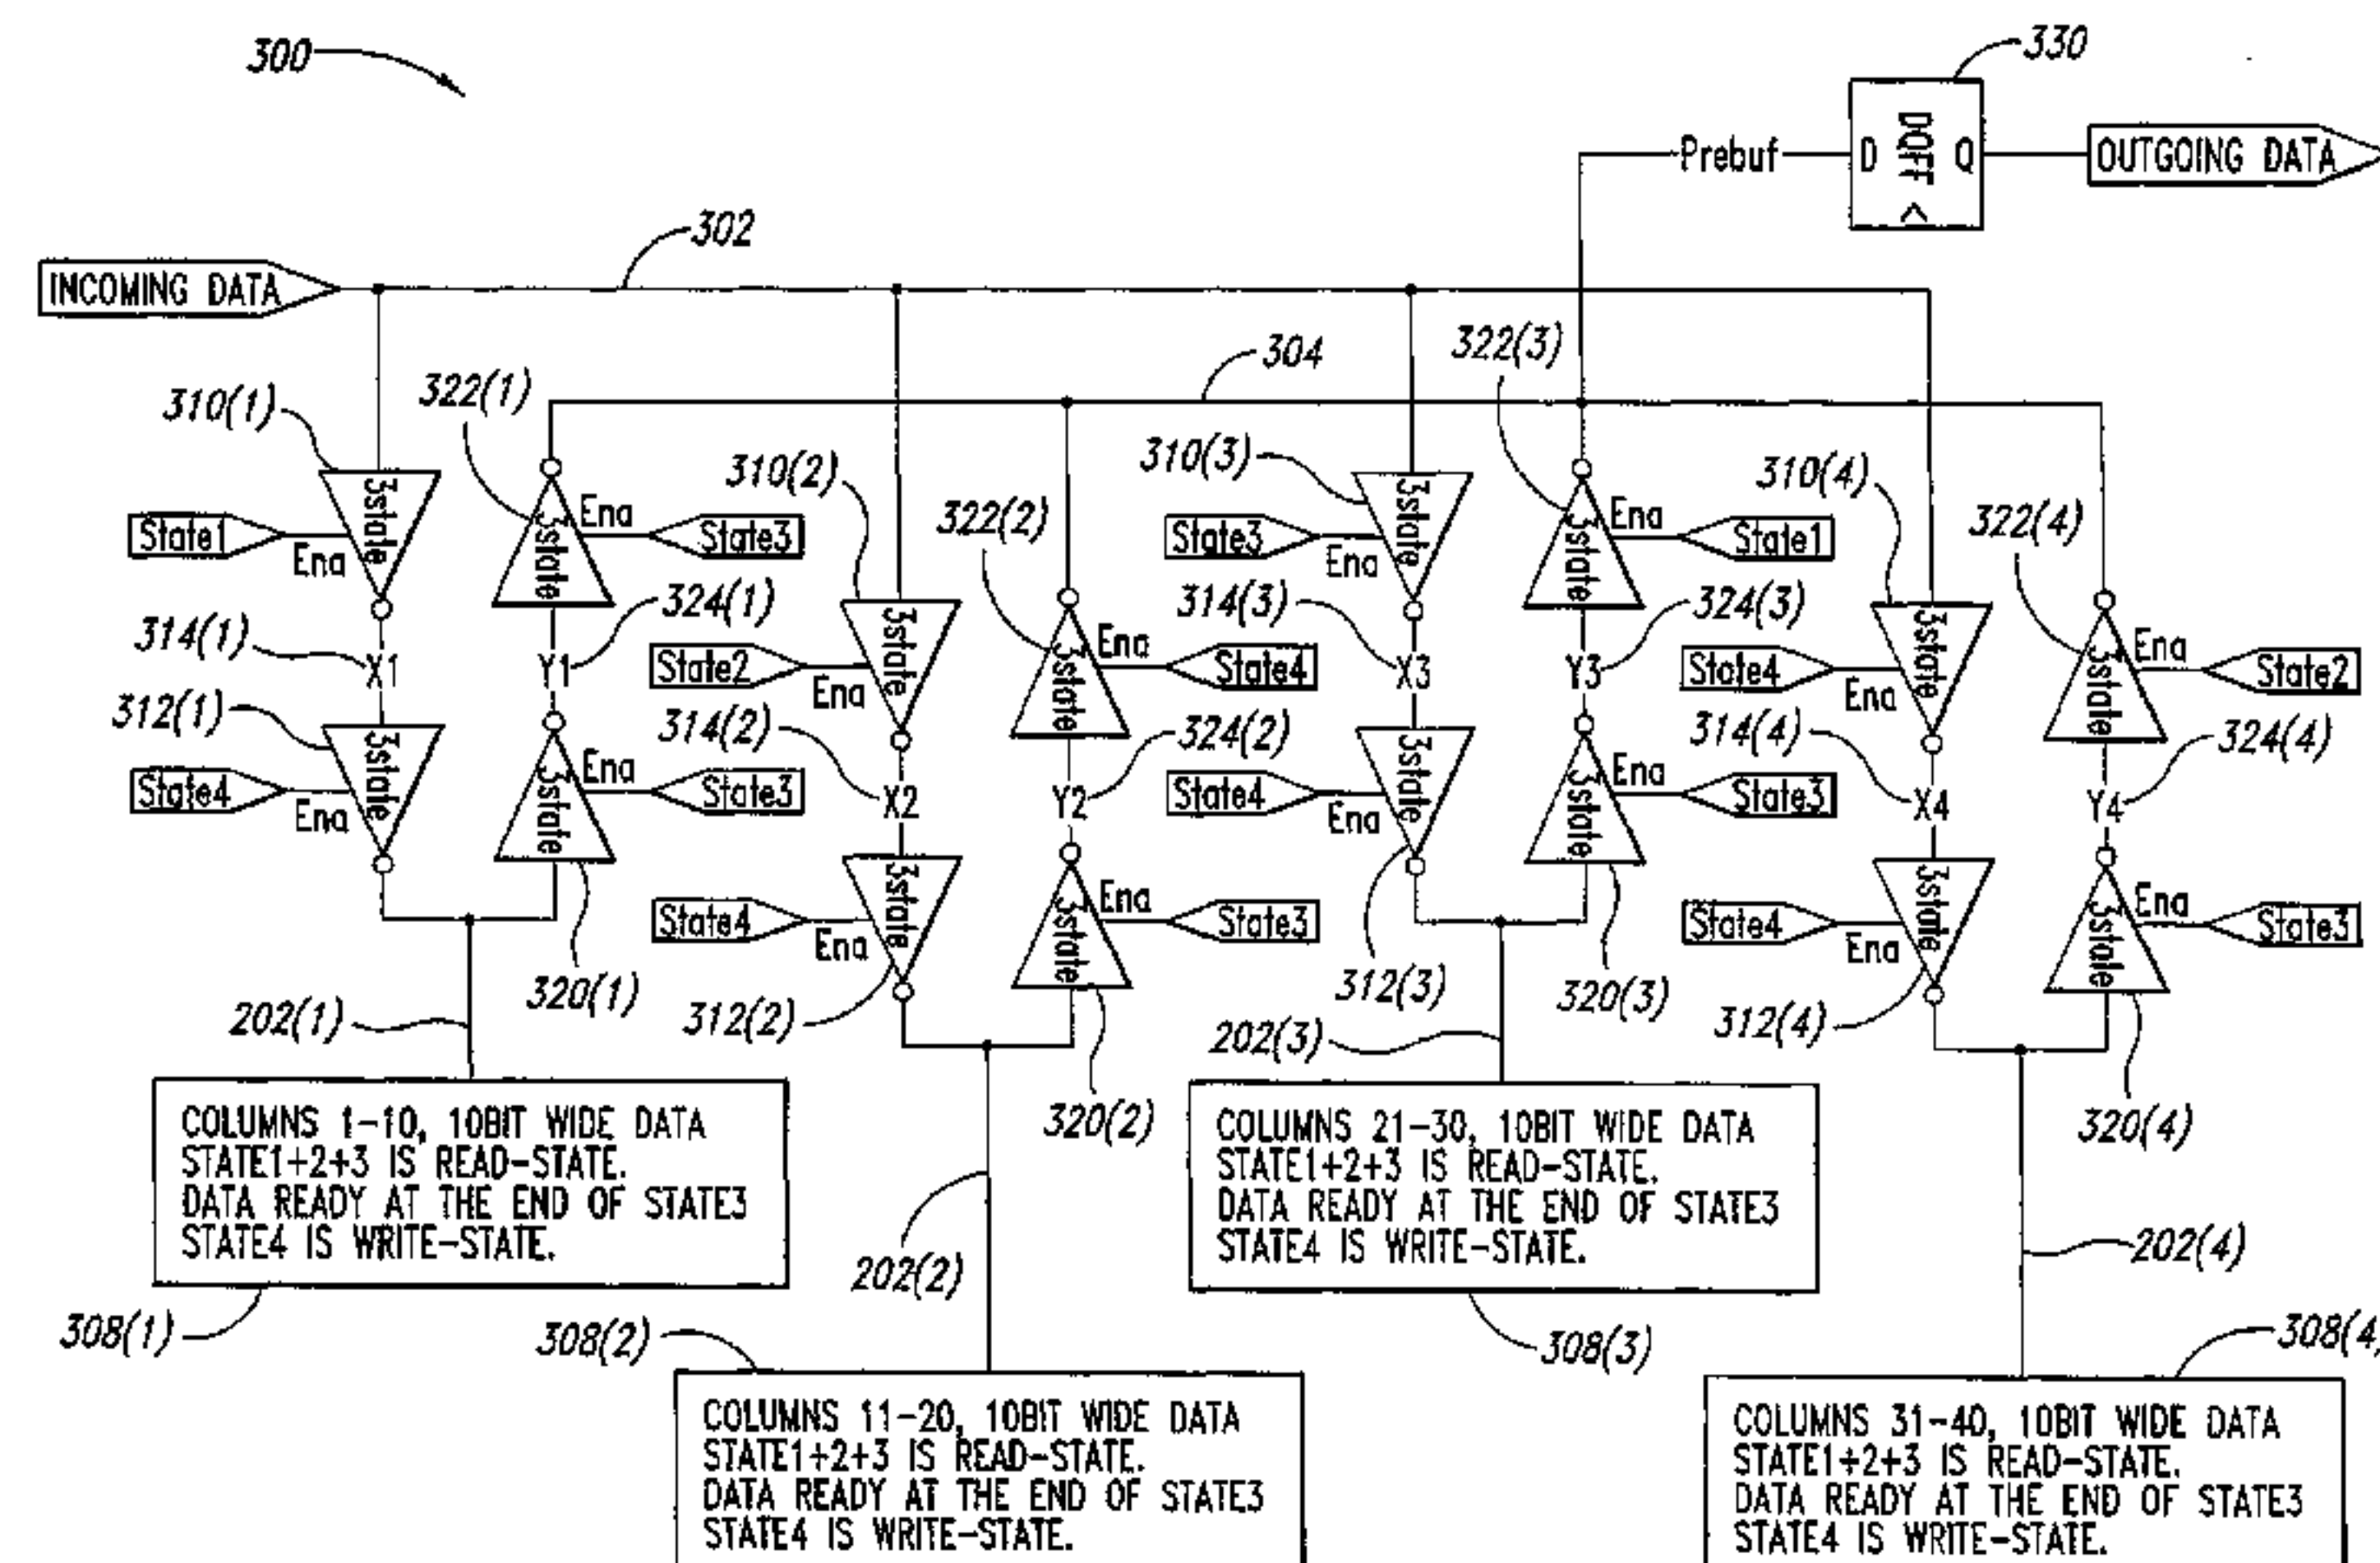 300
330
Prebuf
D
DQFF
Q
<
OUTGOING DATA
302
INCOMING DATA
304
322(3)
310(1)
322(1)
310(2)
310(3)
310(4)
322(2)
322(4)
3state
3state
3state
3state
3state
3state
3state
3state
State1
Ena
Ena
State3
State3
Ena
Ena
State1
314(1)
X1
Y1
324(1)
State2
Ena
Ena
State4
314(3)
X3
Y3
324(3)
State4
Ena
Ena
State2
312(1)
314(2)
X2
Y2
324(2)
314(4)
X4
Y4
324(4)
3state
3state
3state
3state
3state
3state
3state
3state
State4
Ena
Ena
State3
State4
Ena
Ena
State3
State4
Ena
Ena
State3
State4
Ena
Ena
State3
202(1)
320(1)
312(2)
312(3)
202(3)
320(3)
312(4)
320(2)
320(4)
COLUMNS 1-10, 10BIT WIDE DATA
STATE1+2+3 IS READ-STATE.
DATA READY AT THE END OF STATE3
STATE4 IS WRITE-STATE.
COLUMNS 21-30, 10BIT WIDE DATA
STATE1+2+3 IS READ-STATE.
DATA READY AT THE END OF STATE3
STATE4 IS WRITE-STATE.
202(2)
202(4)
308(1)
308(2)
308(3)
308(4)
COLUMNS 11-20, 10BIT WIDE DATA
STATE1+2+3 IS READ-STATE.
DATA READY AT THE END OF STATE3
STATE4 IS WRITE-STATE.
COLUMNS 31-40, 10BIT WIDE DATA
STATE1+2+3 IS READ-STATE.
DATA READY AT THE END OF STATE3
STATE4 IS WRITE-STATE.